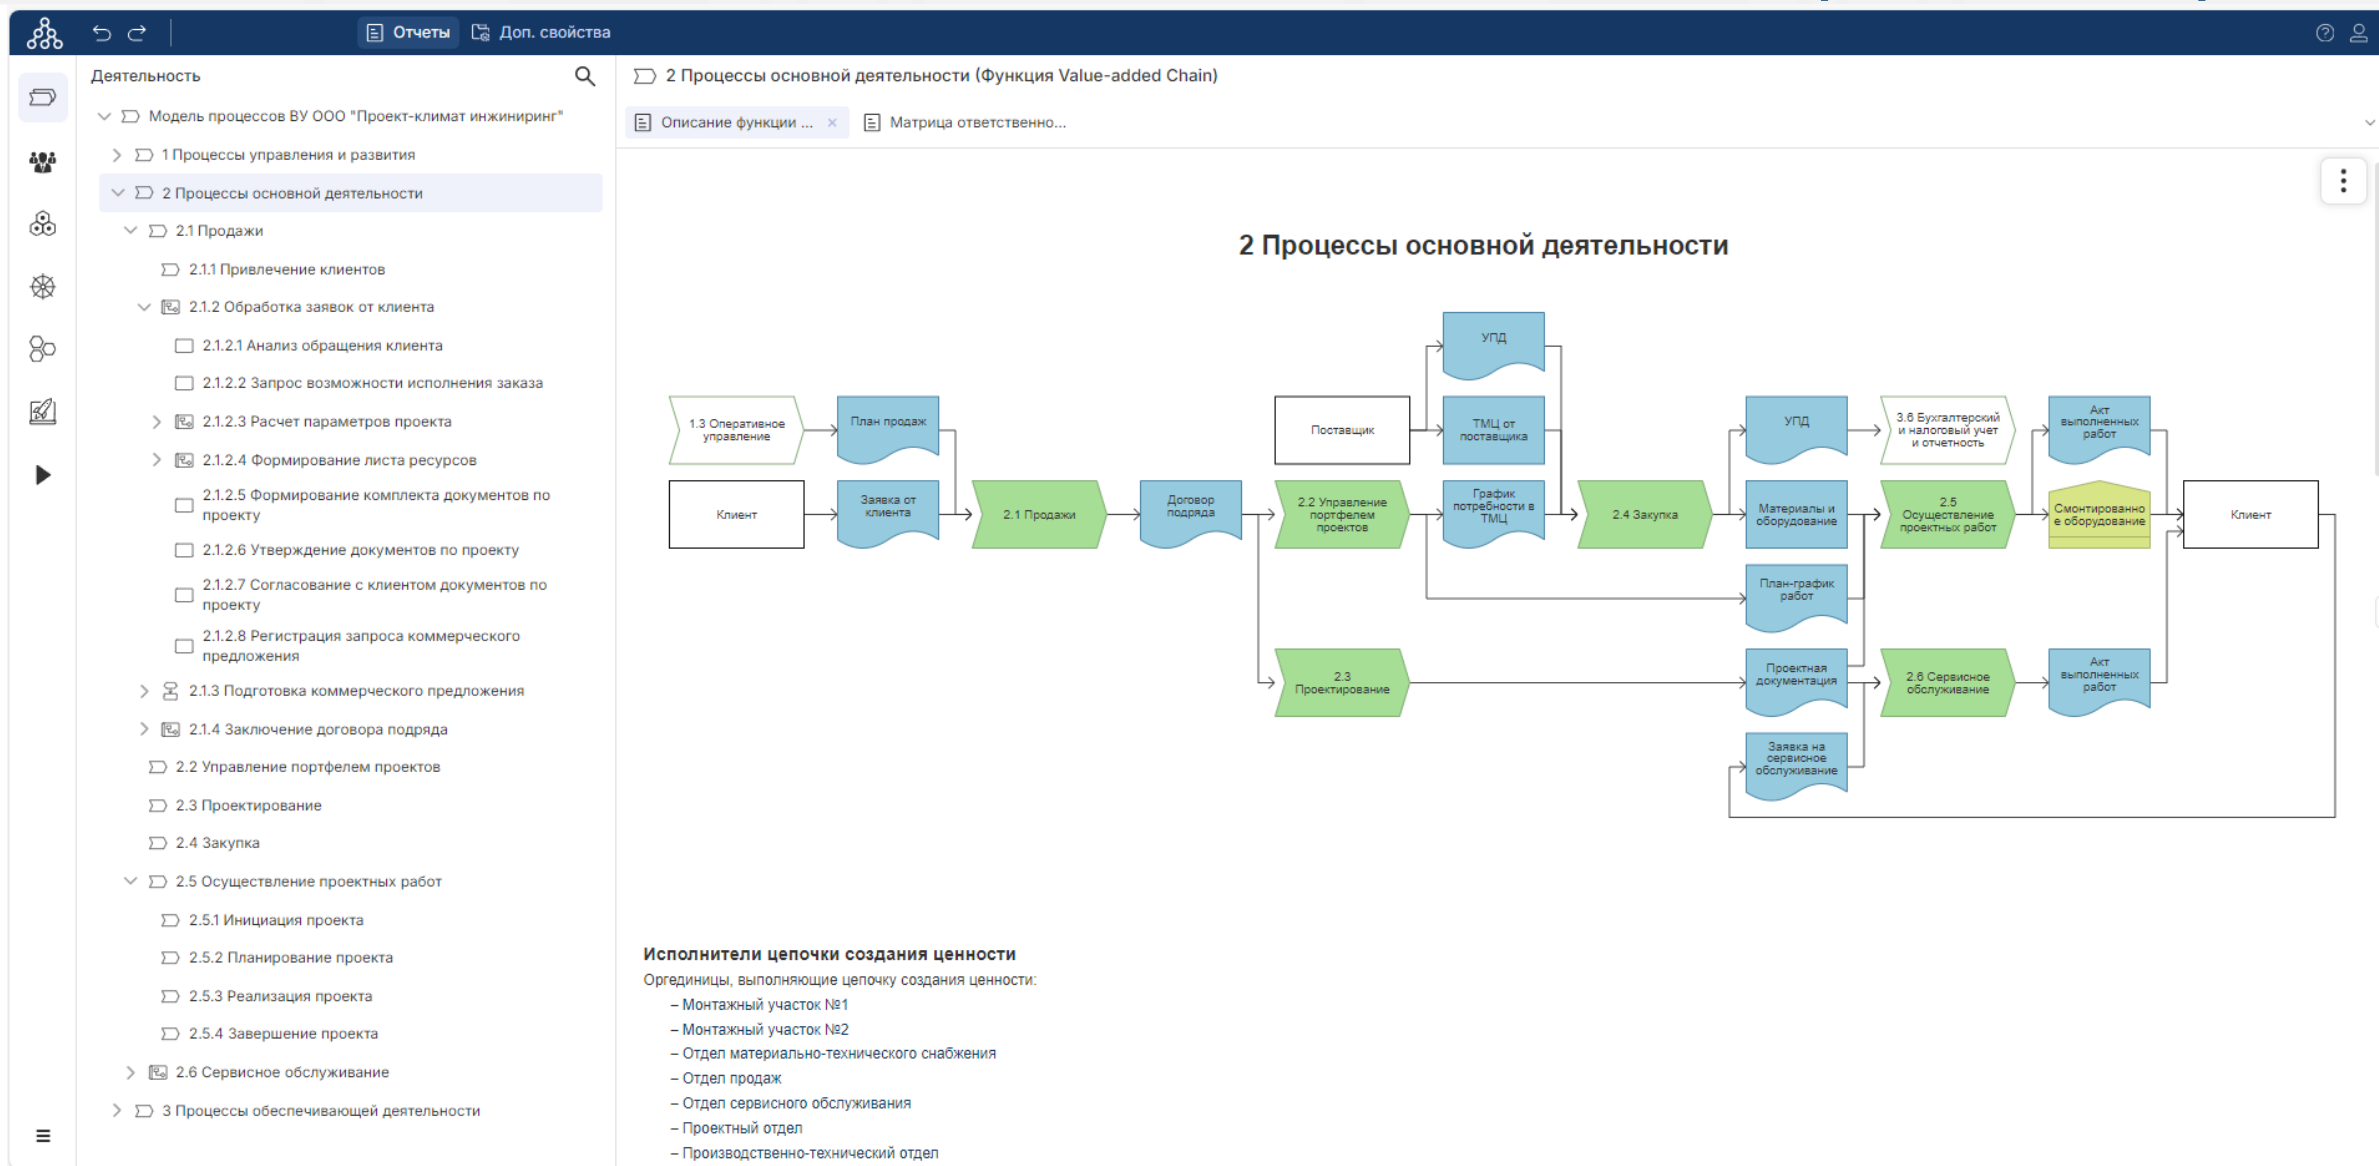 Отчеты
Доп. свойства
Деятельность
Модель процессов ВУ ООО "Проект-климат инжиниринг"
1 Процессы управления и развития
2 Процессы основной деятельности
2.1 Продажи
2.1.1 Привлечение клиентов
2.1.2 Обработка заявок от клиента
2.1.2.1 Анализ обращения клиента
2.1.2.2 Запрос возможности исполнения заказа
2.1.2.3 Расчет параметров проекта
2.1.2.4 Формирование листа ресурсов
2.1.2.5 Формирование комплекта документов по
проекту
2.1.2.6 Утверждение документов по проекту
2.1.2.7 Согласование с клиентом документов по
проекту
2.1.2.8 Регистрация запроса коммерческого
предложения
2.1.3 Подготовка коммерческого предложения
2.1.4 Заключение договора подряда
2.2 Управление портфелем проектов
2.3 Проектирование
2.4 Закупка
2.5 Осуществление проектных работ
2.5.1 Инициация проекта
2.5.2 Планирование проекта
2.5.3 Реализация проекта
2.5.4 Завершение проекта
2.6 Сервисное обслуживание
3 Процессы обеспечивающей деятельности
2 Процессы основной деятельности (Функция Value-added Chain)
Описание функции ... ×
Матрица ответственно...
2 Процессы основной деятельности
УПД
1.3 Оперативное
управление
План продаж
Поставщик
ТМЦ от
поставщика
УПД
3.6 Бухгалтерский
и налоговый учет
и отчетность
Акт
выполненных
работ
Клиент
Заявка от
клиента
2.1 Продажи
Договор
подряда
2.2 Управление
портфелем
проектов
График
потребности в
ТМЦ
2.4 Закупка
Материалы и
оборудование
2.5
Осуществление
проектных работ
Смонтированно
е оборудование
Клиент
План-график
работ
2.3
Проектирование
Проектная
документация
2.6 Сервисное
обслуживание
Акт
выполненных
работ
Заявка на
сервисное
обслуживание
Исполнители цепочки создания ценности
Оргединицы, выполняющие цепочку создания ценности:
– Монтажный участок №1
– Монтажный участок №2
– Отдел материально-технического снабжения
– Отдел продаж
– Отдел сервисного обслуживания
– Проектный отдел
– Производственно-технический отдел